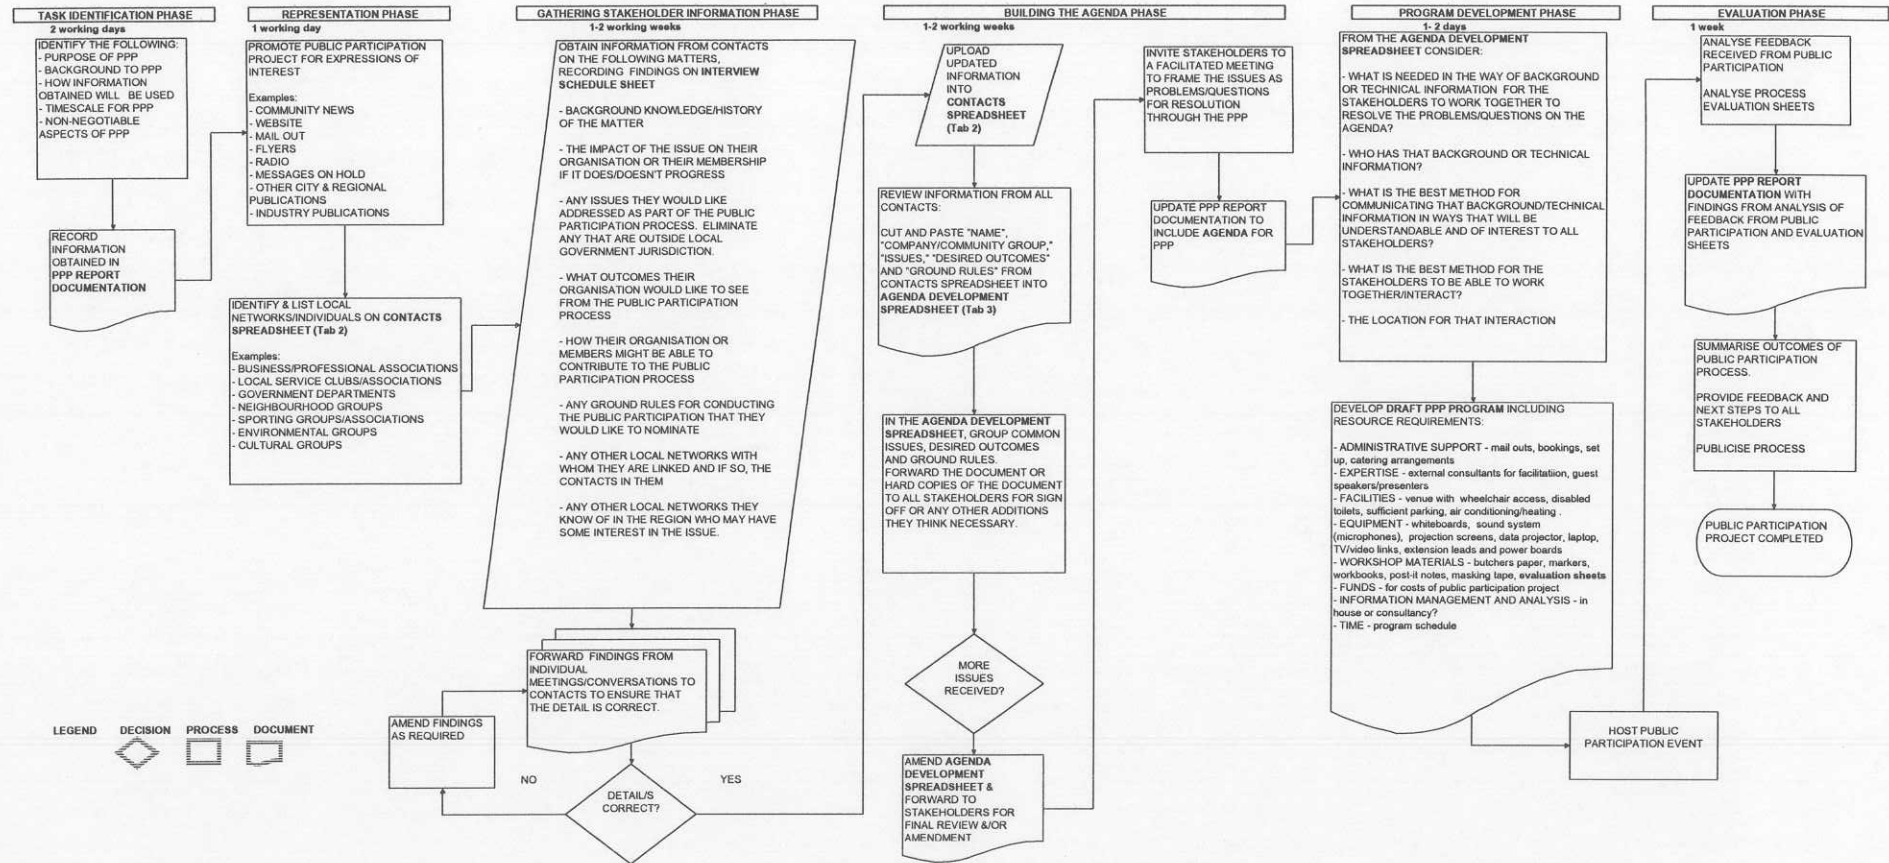 TASK IDENTIFICATION PHASE
2 working days
IDENTIFY THE FOLLOWING:
- PURPOSE OF PPP
- BACKGROUND TO PPP
- HOW INFORMATION
OBTAINED WILL BE USED
- TIMESCALE FOR PPP
- NON-NEGOTIABLE
ASPECTS OF PPP
RECORD
INFORMATION
OBTAINED IN
PPP REPORT
DOCUMENTATION
REPRESENTATION PHASE
1 working day
PROMOTE PUBLIC PARTICIPATION
PROJECT FOR EXPRESSIONS OF
INTEREST
Examples:
- COMMUNITY NEWS
- WEBSITE
- MAIL OUT
- FLYERS
- RADIO
- MESSAGES ON HOLD
- OTHER CITY & REGIONAL
PUBLICATIONS
- INDUSTRY PUBLICATIONS
IDENTIFY & LIST LOCAL
NETWORKS/INDIVIDUALS ON CONTACTS
SPREADSHEET (Tab 2)
Examples:
- BUSINESS/PROFESSIONAL ASSOCIATIONS
- LOCAL SERVICE CLUBS/ASSOCIATIONS
- GOVERNMENT DEPARTMENTS
- NEIGHBOURHOOD GROUPS
- SPORTING GROUPS/ASSOCIATIONS
- ENVIRONMENTAL GROUPS
- CULTURAL GROUPS
GATHERING STAKEHOLDER INFORMATION PHASE
1-2 working weeks
OBTAIN INFORMATION FROM CONTACTS
ON THE FOLLOWING MATTERS,
RECORDING FINDINGS ON INTERVIEW
SCHEDULE SHEET
- BACKGROUND KNOWLEDGE/HISTORY
OF THE MATTER
- THE IMPACT OF THE ISSUE ON THEIR
ORGANISATION OR THEIR MEMBERSHIP
IF IT DOES/DOESN'T PROGRESS
- ANY ISSUES THEY WOULD LIKE
ADDRESSED AS PART OF THE PUBLIC
PARTICIPATION PROCESS. ELIMINATE
ANY THAT ARE OUTSIDE LOCAL
GOVERNMENT JURISDICTION.
- WHAT OUTCOMES THEIR
ORGANISATION WOULD LIKE TO SEE
FROM THE PUBLIC PARTICIPATION
PROCESS
- HOW THEIR ORGANISATION OR
MEMBERS MIGHT BE ABLE TO
CONTRIBUTE TO THE PUBLIC
PARTICIPATION PROCESS
- ANY GROUND RULES FOR CONDUCTING
THE PUBLIC PARTICIPATION THAT THEY
WOULD LIKE TO NOMINATE
- ANY OTHER LOCAL NETWORKS WITH
WHOM THEY ARE LINKED AND IF SO, THE
CONTACTS IN THEM
- ANY OTHER LOCAL NETWORKS THEY
KNOW OF IN THE REGION WHO MAY HAVE
SOME INTEREST IN THE ISSUE.
FORWARD FINDINGS FROM
INDIVIDUAL
MEETINGS/CONVERSATIONS TO
CONTACTS TO ENSURE THAT
THE DETAIL IS CORRECT.
AMEND FINDINGS
AS REQUIRED
NO
DETAIL/S
CORRECT?
YES
BUILDING THE AGENDA PHASE
1-2 working weeks
UPLOAD
UPDATED
INFORMATION
INTO
CONTACTS
SPREADSHEET
(Tab 2)
REVIEW INFORMATION FROM ALL
CONTACTS:
CUT AND PASTE "NAME",
"COMPANY/COMMUNITY GROUP,"
"ISSUES," "DESIRED OUTCOMES"
AND "GROUND RULES" FROM
CONTACTS SPREADSHEET INTO
AGENDA DEVELOPMENT
SPREADSHEET (Tab 3)
IN THE AGENDA DEVELOPMENT
SPREADSHEET, GROUP COMMON
ISSUES, DESIRED OUTCOMES
AND GROUND RULES.
FORWARD THE DOCUMENT OR
HARD COPIES OF THE DOCUMENT
TO ALL STAKEHOLDERS FOR SIGN
OFF OR ANY OTHER ADDITIONS
THEY THINK NECESSARY.
MORE
ISSUES
RECEIVED?
AMEND AGENDA
DEVELOPMENT
SPREADSHEET &
FORWARD TO
STAKEHOLDERS FOR
FINAL REVIEW &/OR
AMENDMENT
INVITE STAKEHOLDERS TO
A FACILITATED MEETING
TO FRAME THE ISSUES AS
PROBLEMS/QUESTIONS
FOR RESOLUTION
THROUGH THE PPP
UPDATE PPP REPORT
DOCUMENTATION TO
INCLUDE AGENDA FOR
PPP
PROGRAM DEVELOPMENT PHASE
1- 2 days
FROM THE AGENDA DEVELOPMENT
SPREADSHEET CONSIDER:
- WHAT IS NEEDED IN THE WAY OF BACKGROUND
OR TECHNICAL INFORMATION FOR THE
STAKEHOLDERS TO WORK TOGETHER TO
RESOLVE THE PROBLEMS/QUESTIONS ON THE
AGENDA?
- WHO HAS THAT BACKGROUND OR TECHNICAL
INFORMATION?
- WHAT IS THE BEST METHOD FOR
COMMUNICATING THAT BACKGROUND/TECHNICAL
INFORMATION IN WAYS THAT WILL BE
UNDERSTANDABLE AND OF INTEREST TO ALL
STAKEHOLDERS?
- WHAT IS THE BEST METHOD FOR THE
STAKEHOLDERS TO BE ABLE TO WORK
TOGETHER/INTERACT?
- THE LOCATION FOR THAT INTERACTION
DEVELOP DRAFT PPP PROGRAM INCLUDING
RESOURCE REQUIREMENTS:
- ADMINISTRATIVE SUPPORT - mail outs, bookings, set
up, catering arrangements
- EXPERTISE - external consultants for facilitatiion, guest
speakers/presenters
- FACILITIES - venue with wheelchair access, disabled
toilets, sufficient parking, air conditioning/heating .
- EQUIPMENT - whiteboards, sound system
(microphones), projection screens, data projector, laptop,
TV/video links, extension leads and power boards
- WORKSHOP MATERIALS - butchers paper, markers,
workbooks, post-it notes, masking tape, evaluation sheets
- FUNDS - for costs of public participation project
- INFORMATION MANAGEMENT AND ANALYSIS - in
house or consultancy?
- TIME - program schedule
HOST PUBLIC
PARTICIPATION EVENT
EVALUATION PHASE
1 week
ANALYSE FEEDBACK
RECEIVED FROM PUBLIC
PARTICIPATION
ANALYSE PROCESS
EVALUATION SHEETS
UPDATE PPP REPORT
DOCUMENTATION WITH
FINDINGS FROM ANALYSIS OF
FEEDBACK FROM PUBLIC
PARTICIPATION AND EVALUATION
SHEETS
SUMMARISE OUTCOMES OF
PUBLIC PARTICIPATION
PROCESS.
PROVIDE FEEDBACK AND
NEXT STEPS TO ALL
STAKEHOLDERS
PUBLICISE PROCESS
PUBLIC PARTICIPATION
PROJECT COMPLETED
LEGEND DECISION PROCESS DOCUMENT